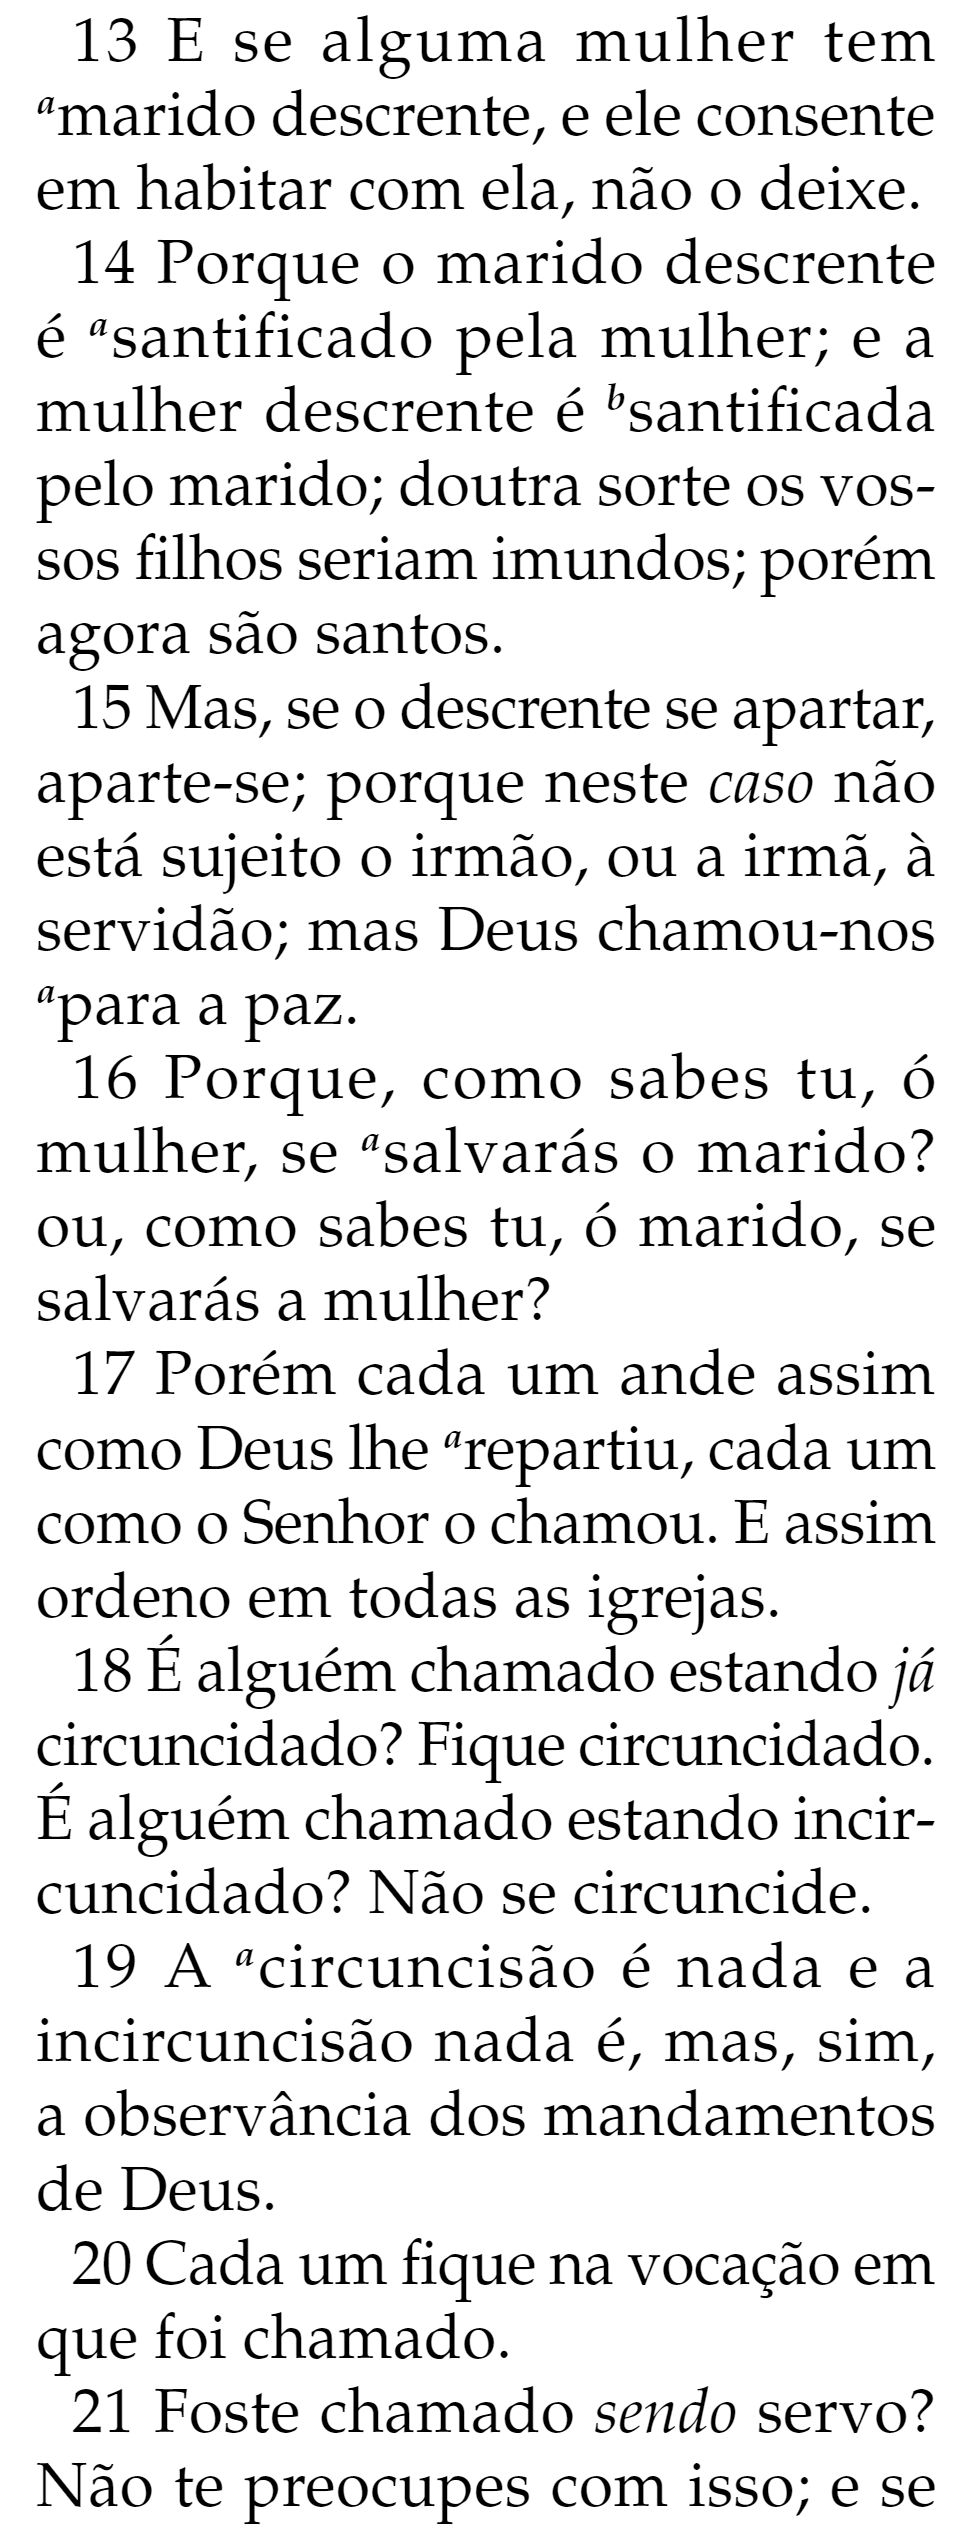 13 E se alguma mulher tem
ᵃmarido descrente, e ele consente
em habitar com ela, não o deixe.
14 Porque o marido descrente
é ᵃsantificado pela mulher; e a
mulher descrente é ᵇsantificada
pelo marido; doutra sorte os vos-
sos filhos seriam imundos; porém
agora são santos.
15 Mas, se o descrente se apartar,
aparte-se; porque neste caso não
está sujeito o irmão, ou a irmã, à
servidão; mas Deus chamou-nos
ᵃpara a paz.
16 Porque, como sabes tu, ó
mulher, se ᵃsalvarás o marido?
ou, como sabes tu, ó marido, se
salvarás a mulher?
17 Porém cada um ande assim
como Deus lhe ᵃrepartiu, cada um
como o Senhor o chamou. E assim
ordeno em todas as igrejas.
18 É alguém chamado estando já
circuncidado? Fique circuncidado.
É alguém chamado estando incir-
cuncidado? Não se circuncide.
19 A ᵃcircuncisão é nada e a
incircuncisão nada é, mas, sim,
a observância dos mandamentos
de Deus.
20 Cada um fique na vocação em
que foi chamado.
21 Foste chamado sendo servo?
Não te preocupes com isso; e se